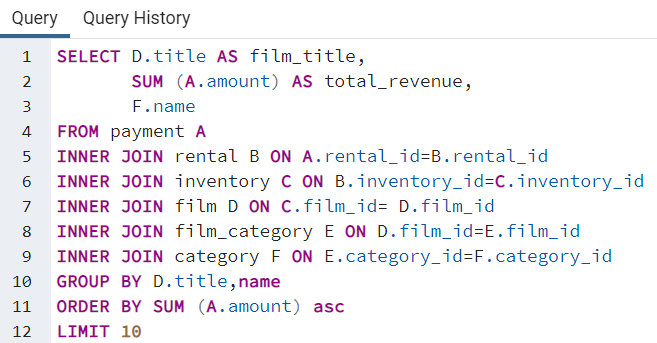 Query Query History
1 SELECT D.title AS film_title,
2 SUM (A.amount) AS total_revenue,
3 F.name
4 FROM payment A
5 INNER JOIN rental B ON A.rental_id=B.rental_id
6 INNER JOIN inventory C ON B.inventory_id=C.inventory_id
7 INNER JOIN film D ON C.film_id= D.film_id
8 INNER JOIN film_category E ON D.film_id=E.film_id
9 INNER JOIN category F ON E.category_id=F.category_id
10 GROUP BY D.title,name
11 ORDER BY SUM (A.amount) asc
12 LIMIT 10